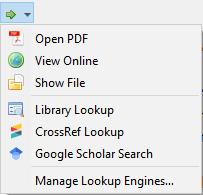 Open PDF
View Online
Show File
Library Lookup
CrossRef Lookup
Google Scholar Search
Manage Lookup Engines...